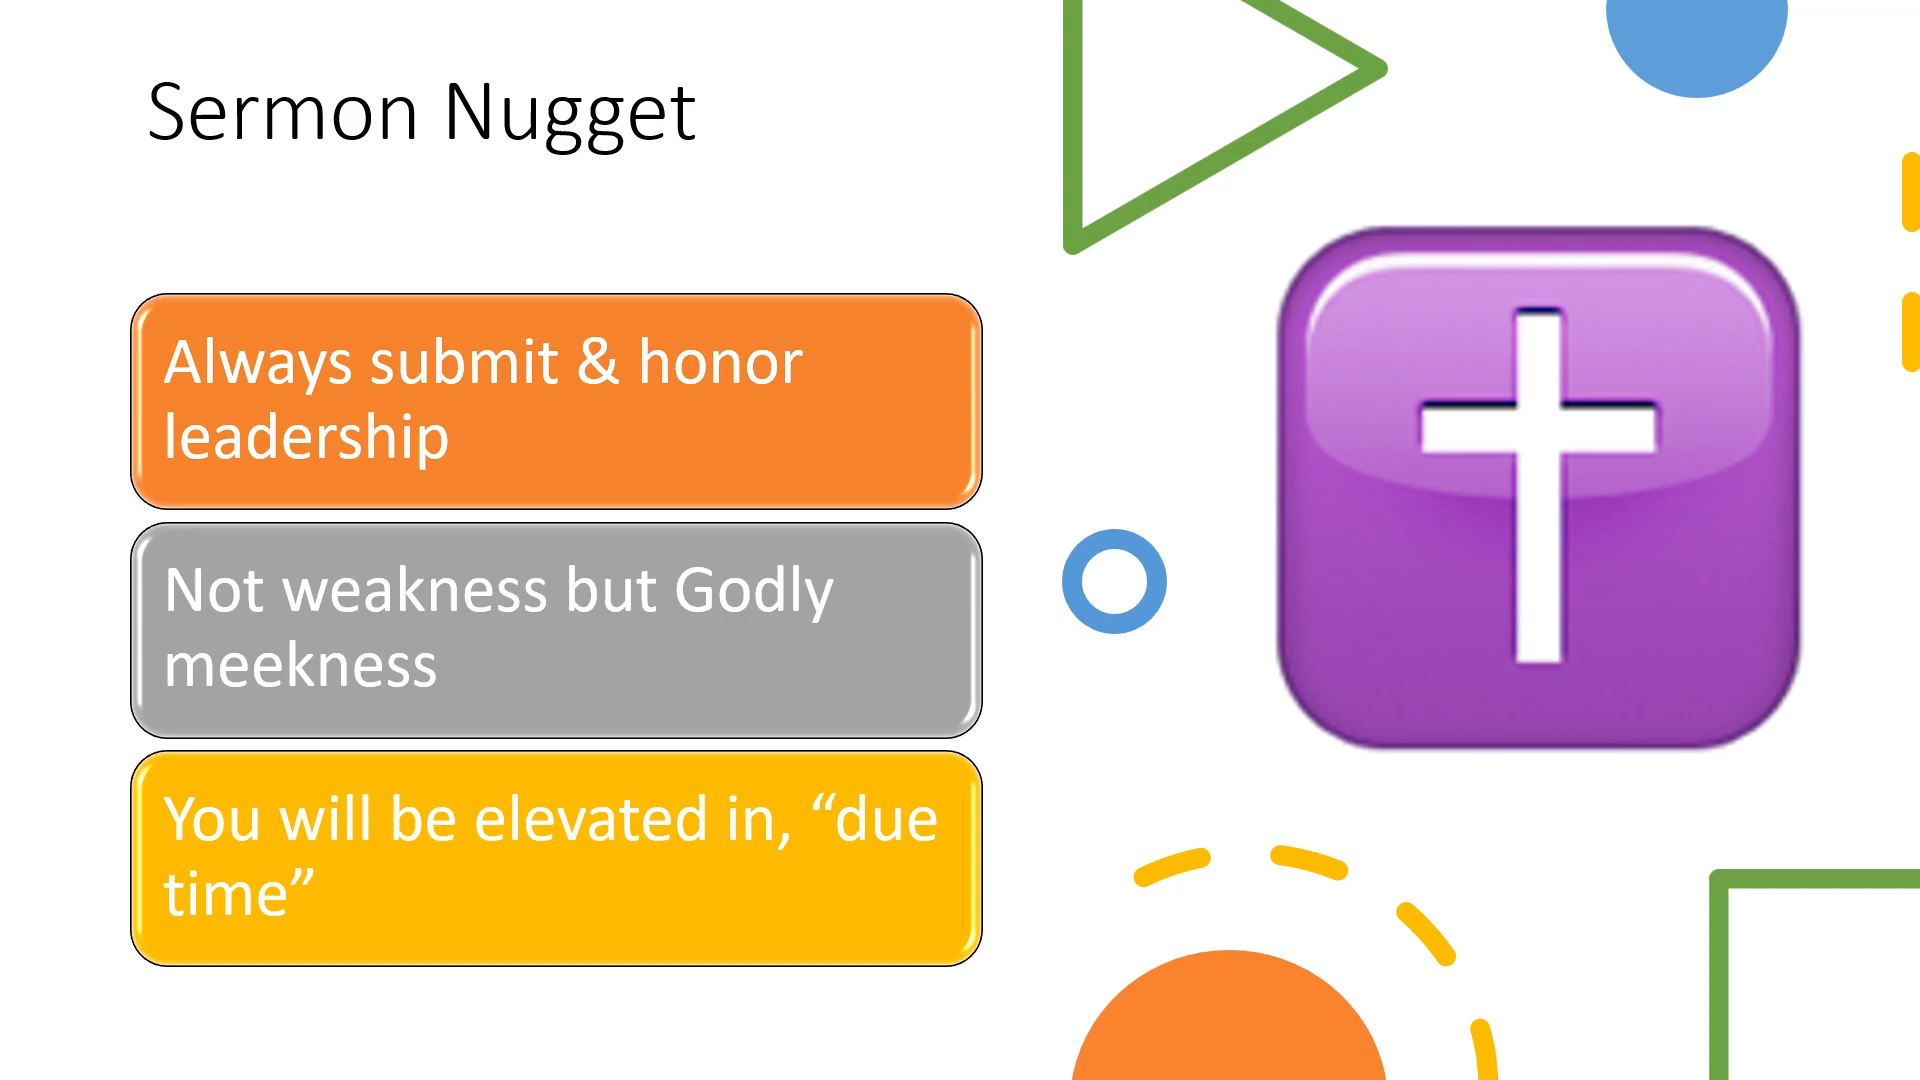 Sermon Nugget
Always submit & honor
leadership
Not weakness but Godly
meekness
You will be elevated in, “due
time”